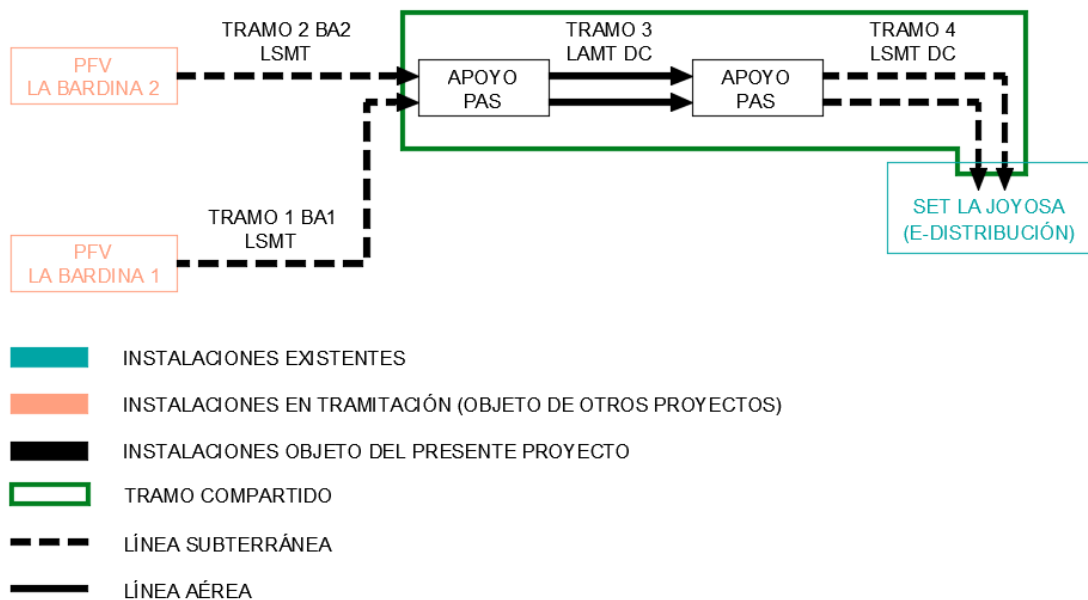 TRAMO 2 BA2
LSMT
TRAMO 3
LAMT DC
TRAMO 4
LSMT DC
PFV
LA BARDINA 2
APOYO
PAS
APOYO
PAS
TRAMO 1 BA1
LSMT
SET LA JOYOSA
(E-DISTRIBUCIÓN)
PFV
LA BARDINA 1
INSTALACIONES EXISTENTES
INSTALACIONES EN TRAMITACIÓN (OBJETO DE OTROS PROYECTOS)
INSTALACIONES OBJETO DEL PRESENTE PROYECTO
TRAMO COMPARTIDO
LÍNEA SUBTERRÁNEA
LÍNEA AÉREA